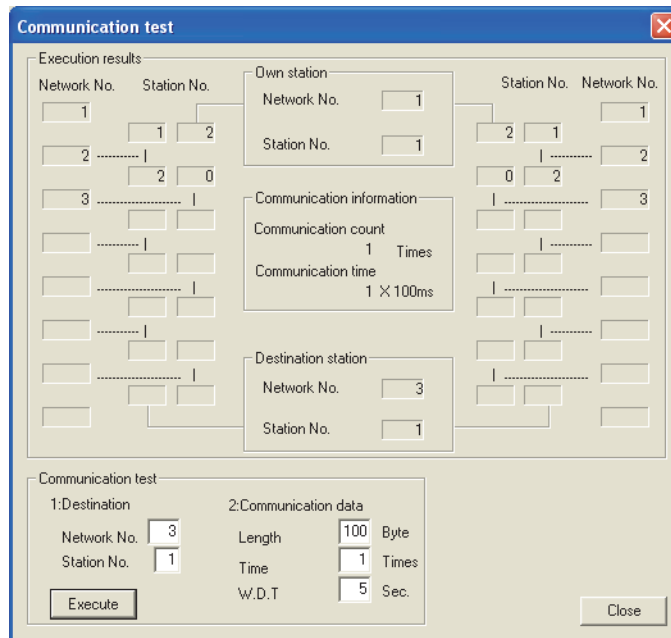 Communication test
Execution results
Network No. Station No. Own station Station No. Network No.
Network No. 1
1 1
1 2 2 1
Station No. 1
2 2
2 0 0 2
3 Communication information 3
Communication count
1 Times
Communication time
1 X 100ms
Destination station
Network No. 3
Station No. 1
Communication test
1:Destination 2:Communication data
Network No. 3 Length 100 Byte
Station No. 1 Time 1 Times
W.D.T 5 Sec.
Execute Close